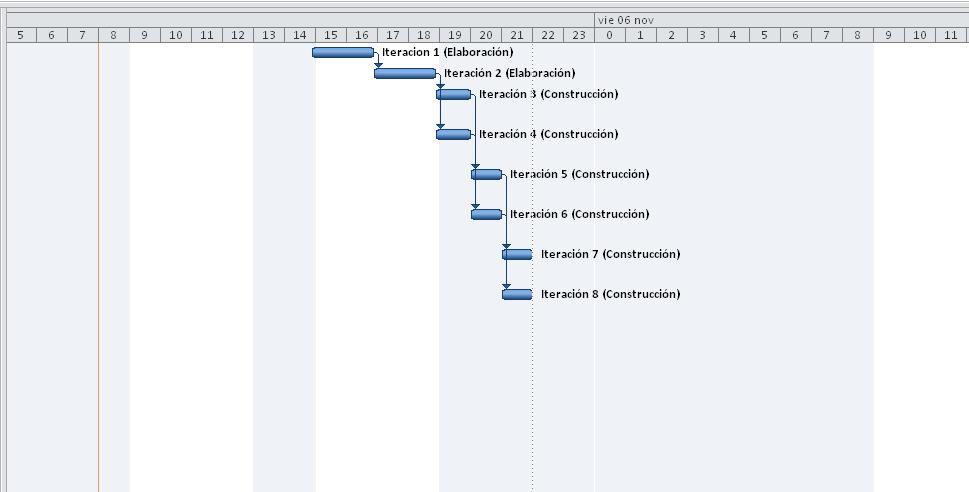 vie 06 nov
5 6 7 8 9 10 11 12 13 14 15 16 17 18 19 20 21 22 23 0 1 2 3 4 5 6 7 8 9 10 11
Iteracion 1 (Elaboración)
Iteración 2 (Elaboración)
Iteración 3 (Construcción)
Iteración 4 (Construcción)
Iteración 5 (Construcción)
Iteración 6 (Construcción)
Iteración 7 (Construcción)
Iteración 8 (Construcción)